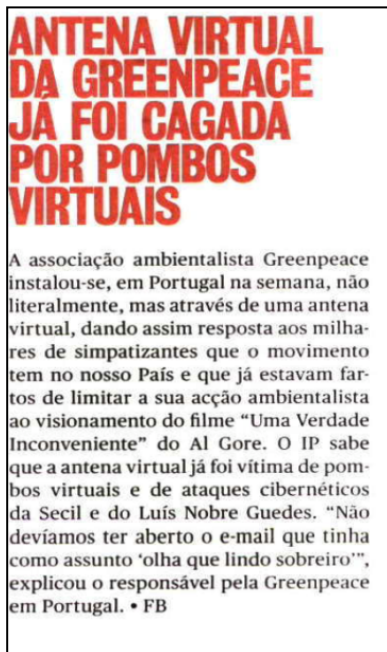 ANTENA VIRTUAL
DA GREENPEACE
JÁ FOI CAGADA
POR POMBOS
VIRTUAIS
A associação ambientalista Greenpeace
instalou-se, em Portugal na semana, não
literalmente, mas através de uma antena
virtual, dando assim resposta aos milha-
res de simpatizantes que o movimento
tem no nosso País e que já estavam far-
tos de limitar a sua acção ambientalista
ao visionamento do filme “Uma Verdade
Inconveniente” do Al Gore. O IP sabe
que a antena virtual já foi vítima de pom-
bos virtuais e de ataques cibernéticos
da Secil e do Luís Nobre Guedes. “Não
devíamos ter aberto o e-mail que tinha
como assunto ‘olha que lindo sobreiro’”,
explicou o responsável pela Greenpeace
em Portugal. • FB